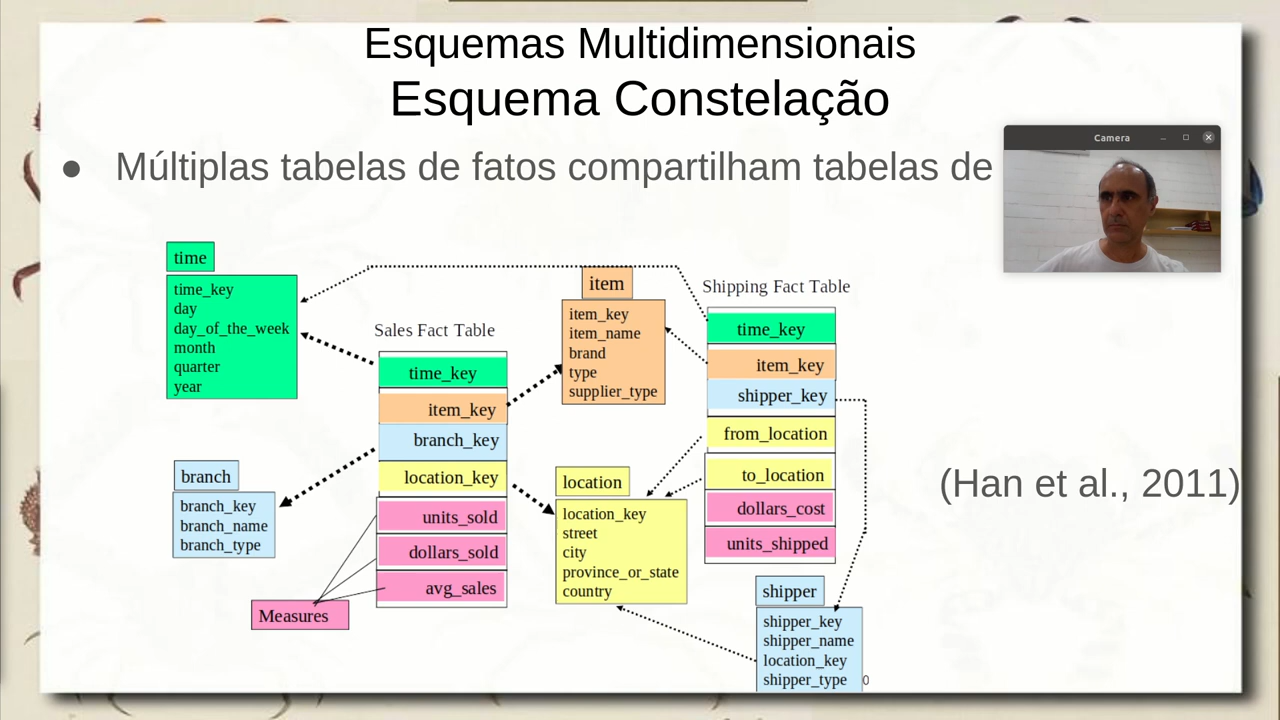 Esquemas Multidimensionais
Esquema Constelação
● Múltiplas tabelas de fatos compartilham tabelas de
Camera
time
time_key
day
day_of_the_week
month
quarter
year
Sales Fact Table
time_key
item_key
branch_key
location_key
units_sold
dollars_sold
avg_sales
Measures
branch
branch_key
branch_name
branch_type
item
item_key
item_name
brand
type
supplier_type
location
location_key
street
city
province_or_state
country
Shipping Fact Table
time_key
item_key
shipper_key
from_location
to_location
dollars_cost
units_shipped
shipper
shipper_key
shipper_name
location_key
shipper_type
0
(Han et al., 2011)